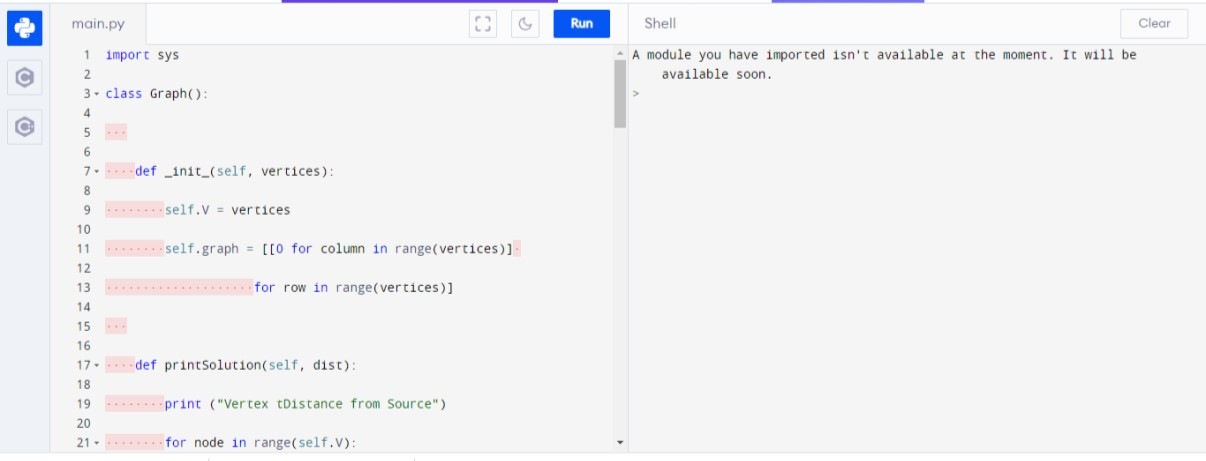 main.py
Run
Shell
Clear
1 import sys
2
3 class Graph():
4
5
6
7 def _init_(self, vertices):
8
9 self.V = vertices
10
11 self.graph = [[0 for column in range(vertices)]
12
13 for row in range(vertices)]
14
15
16
17 def printSolution(self, dist):
18
19 print ("Vertex tDistance from Source")
20
21 for node in range(self.V):
A module you have imported isn't available at the moment. It will be
available soon.
>